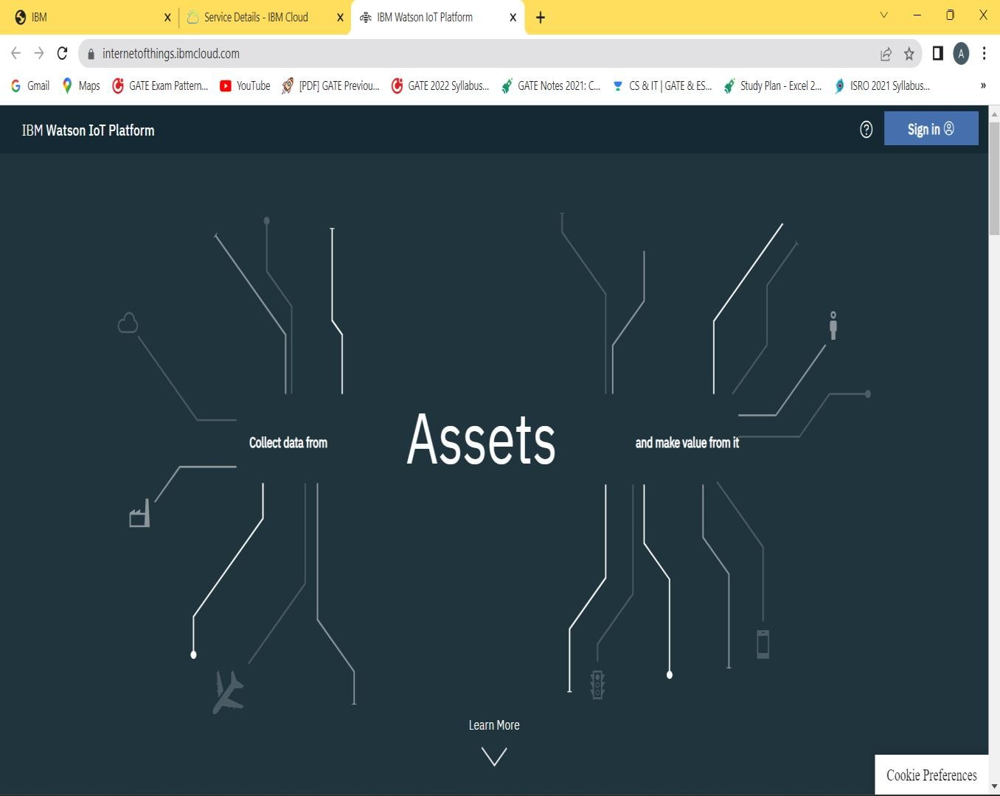 IBM
Service Details - IBM Cloud
IBM Watson IoT Platform
internetofthings.ibmcloud.com
A
Gmail
Maps
GATE Exam Pattern...
YouTube
[PDF] GATE Previou...
GATE 2022 Syllabus...
GATE Notes 2021: C...
CS & IT | GATE & ES...
Study Plan - Excel 2...
ISRO 2021 Syllabus...
»
IBM Watson IoT Platform
?
Sign in
Collect data from
Assets
and make value from it
Learn More
Cookie Preferences